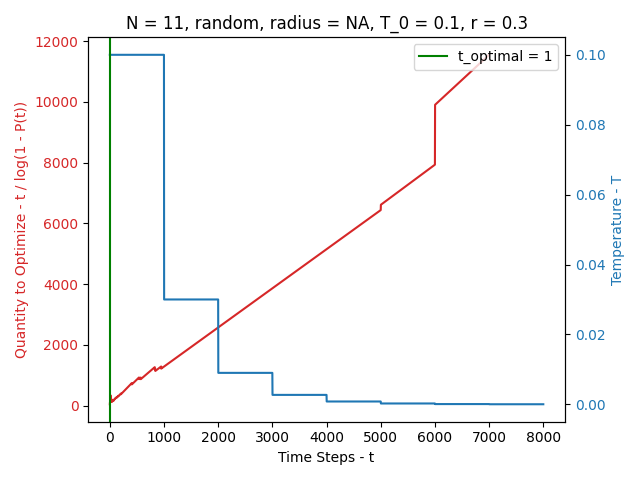 N = 11, random, radius = NA, T_0 = 0.1, r = 0.3
t_optimal = 1
Quantity to Optimize - t / log(1 - P(t))
12000
10000
8000
6000
4000
2000
0
0.10
0.08
0.06
0.04
0.02
0.00
Temperature - T
0 1000 2000 3000 4000 5000 6000 7000 8000
Time Steps - t